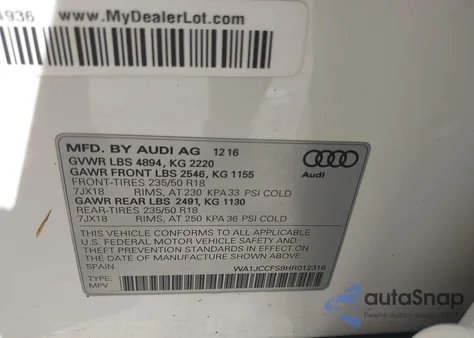 4936 www.MyDealerLot.com
MFD. BY AUDI AG 12 16
GVWR LBS 4894, KG 2220
GAWR FRONT LBS 2546, KG 1155
FRONT-TIRES 235/50 R18
7JX18 RIMS, AT 230 KPA 33 PSI COLD
GAWR REAR LBS 2491, KG 1130
REAR-TIRES 235/50 R18
7JX18 RIMS, AT 250 KPA 36 PSI COLD
Audi
THIS VEHICLE CONFORMS TO ALL APPLICABLE
U.S. FEDERAL MOTOR VEHICLE SAFETY AND
THEFT PREVENTION STANDARDS IN EFFECT ON THE
DATE OF MANUFACTURE SHOWN ABOVE.
SPAIN WA1JCCFS9HR012316
TYPE:
MPV
autoSnap